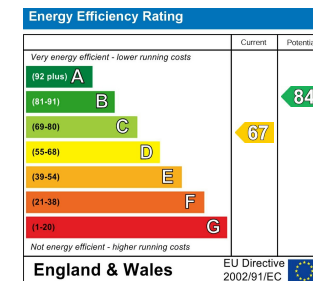 Energy Efficiency Rating
Current
Very energy efficient - lower running costs
(92 plus) A
(81-91) B
84
(69-80) C
67
(55-68) D
(39-54) E
(21-38) F
(1-20) G
Not energy efficient - higher running costs
England & Wales
EU Directive
2002/91/EC